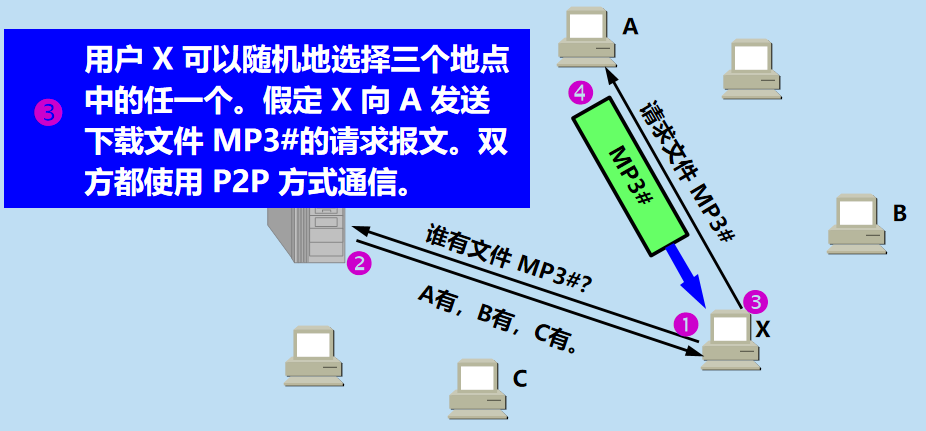 ③
用户 X 可以随机地选择三个地点
中的任一个。假定 X 向 A 发送
下载文件 MP3#的请求报文。双
方都使用 P2P 方式通信。
A
④
MP3#
请求文件 MP3#
B
②
谁有文件 MP3#?
A有，B有，C有。
①
③
X
C